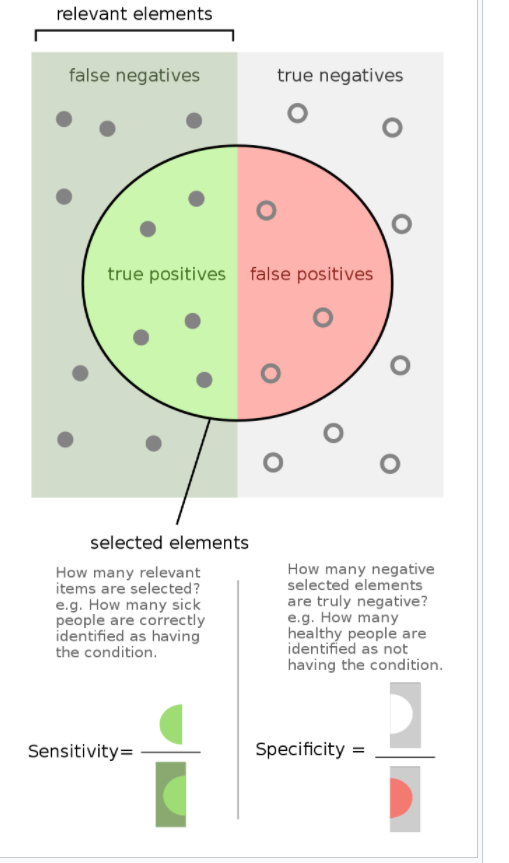 relevant elements
false negatives
true negatives
true positives
false positives
selected elements
How many relevant
items are selected?
e.g. How many sick
people are correctly
identified as having
the condition.
How many negative
selected elements
are truly negative?
e.g. How many
healthy people are
identified as not
having the condition.
Sensitivity=
Specificity =